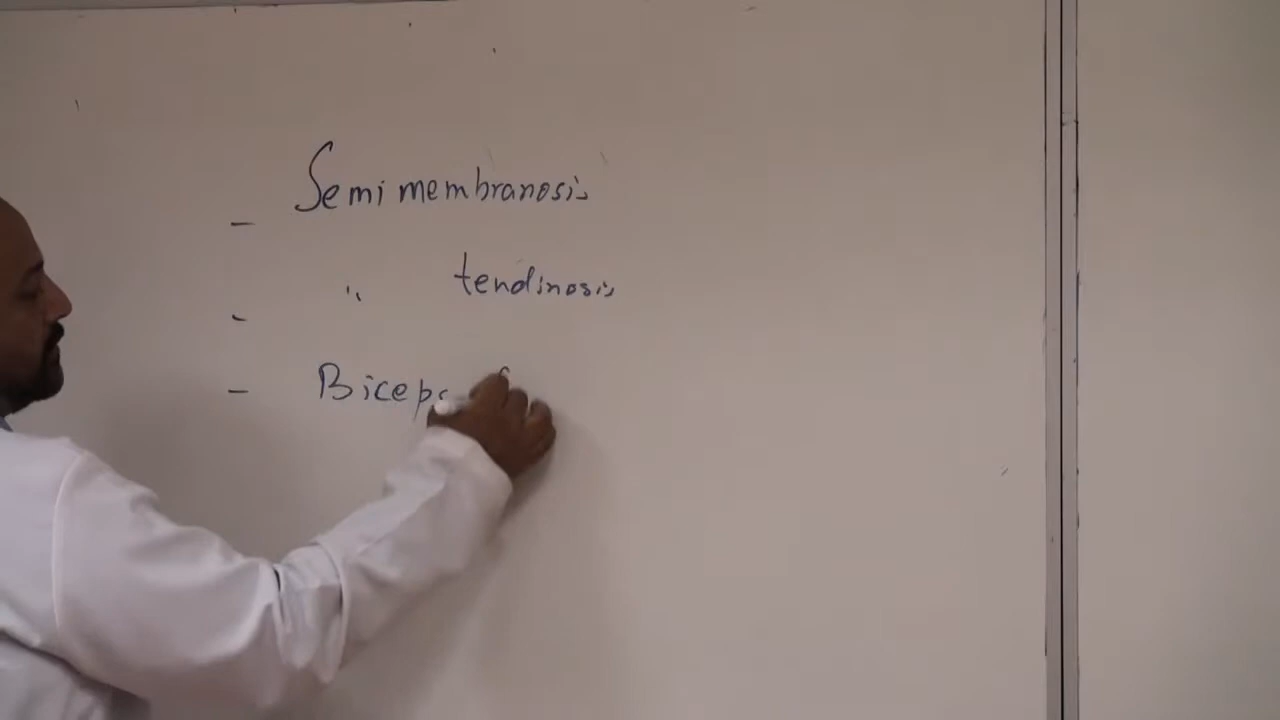 - Semimembranosis
- " tendinosis
- Biceps f